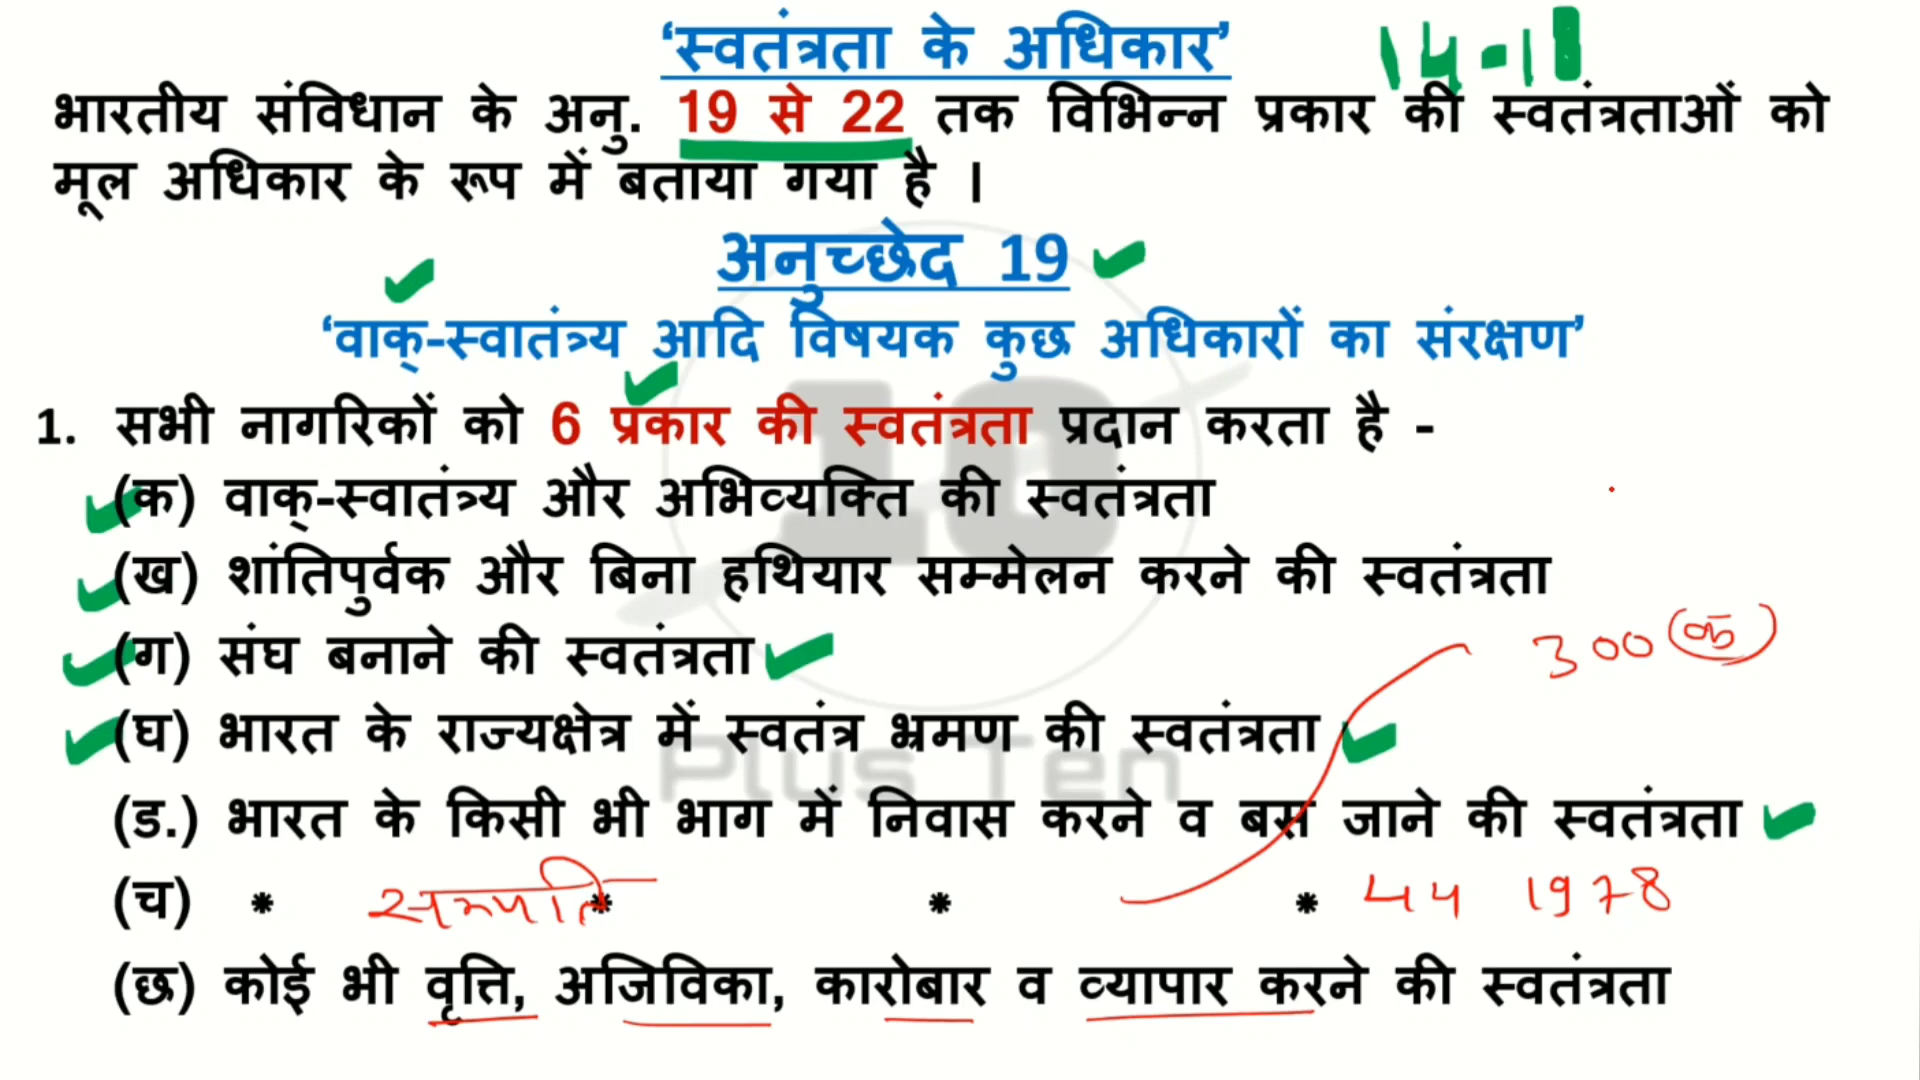 ‘स्वतंत्रता के अधिकार’ 14-18
भारतीय संविधान के अनु. 19 से 22 तक विभिन्न प्रकार की स्वतंत्रताओं को
मूल अधिकार के रूप में बताया गया है ।
अनुच्छेद 19
‘वाक्-स्वातंत्र्य आदि विषयक कुछ अधिकारों का संरक्षण’
1. सभी नागरिकों को 6 प्रकार की स्वतंत्रता प्रदान करता है -
(क) वाक्-स्वातंत्र्य और अभिव्यक्ति की स्वतंत्रता
(ख) शांतिपुर्वक और बिना हथियार सम्मेलन करने की स्वतंत्रता
(ग) संघ बनाने की स्वतंत्रता 300 (क)
(घ) भारत के राज्यक्षेत्र में स्वतंत्र भ्रमण की स्वतंत्रता
Plus Ten
(ड.) भारत के किसी भी भाग में निवास करने व बस जाने की स्वतंत्रता
(च) * सम्पत्ति * * * 44 1978
(छ) कोई भी वृत्ति, अजिविका, कारोबार व व्यापार करने की स्वतंत्रता